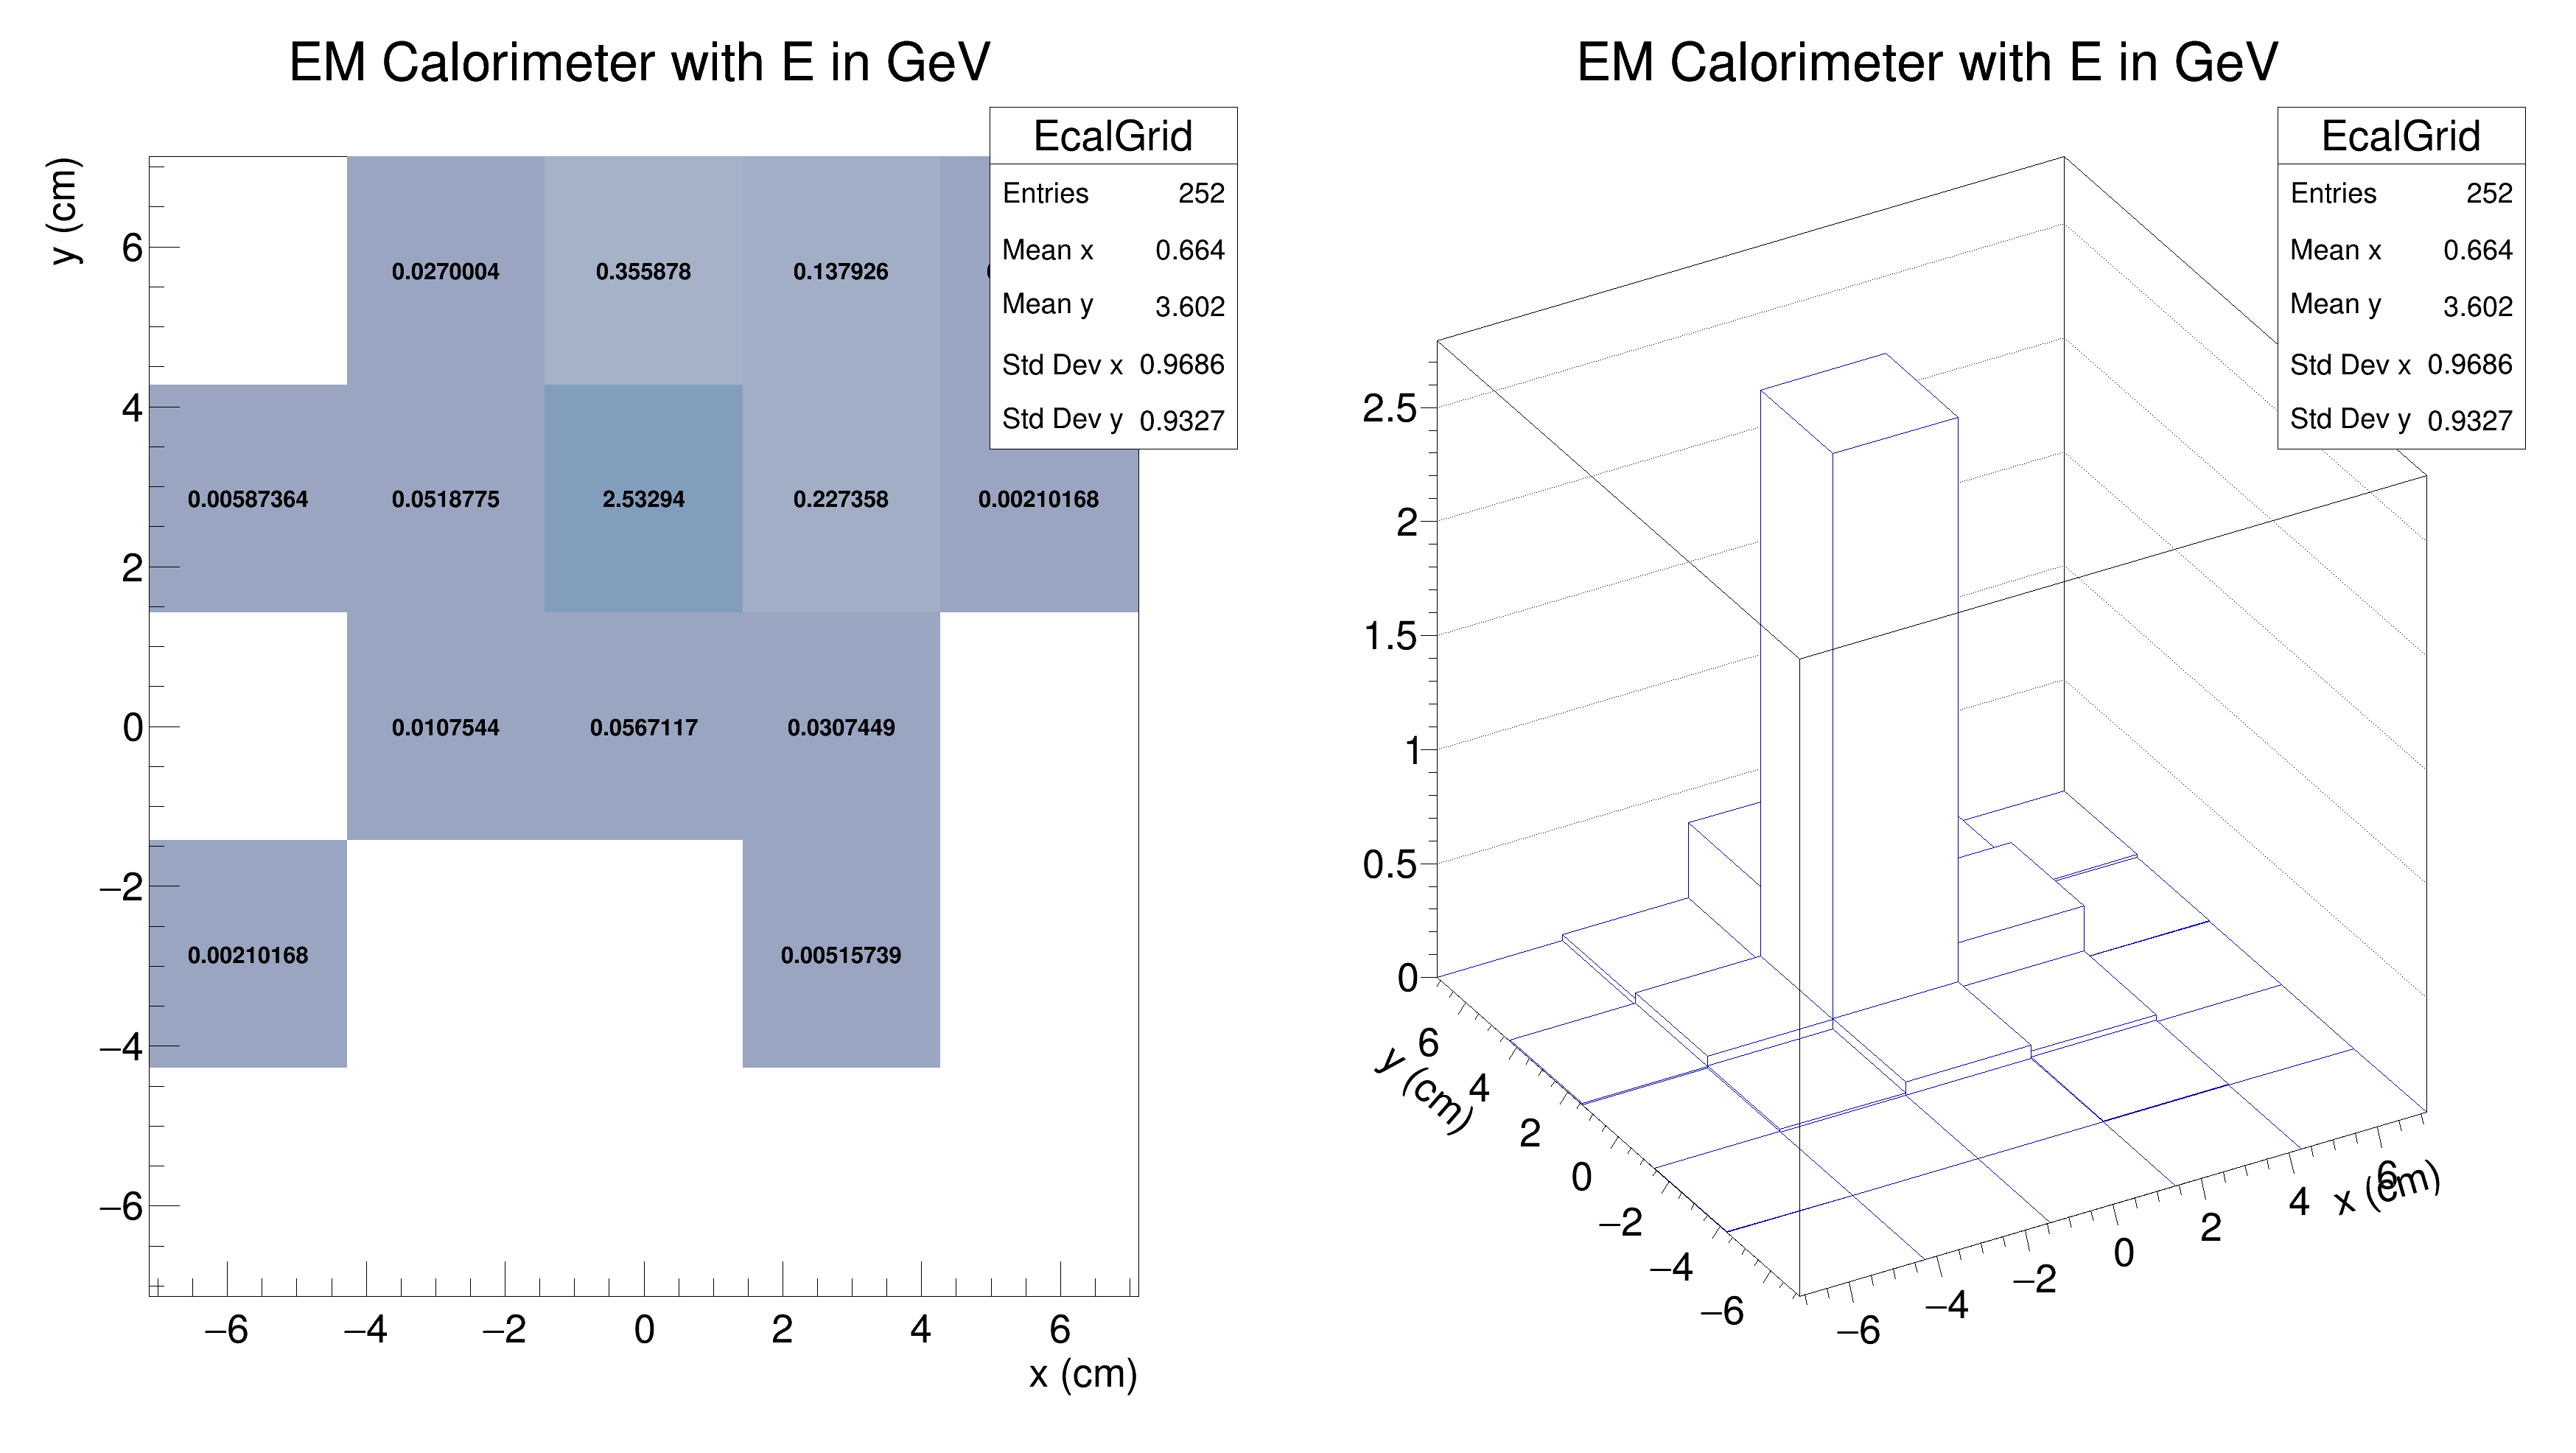 EM Calorimeter with E in GeV
EcalGrid
Entries 252
Mean x 0.664
Mean y 3.602
Std Dev x 0.9686
Std Dev y 0.9327
y (cm)
6
4
2
0
−2
−4
−6
0.0270004 0.355878 0.137926
0.00587364 0.0518775 2.53294 0.227358 0.00210168
0.0107544 0.0567117 0.0307449
0.00210168 0.00515739
−6 −4 −2 0 2 4 6
x (cm)
EM Calorimeter with E in GeV
EcalGrid
Entries 252
Mean x 0.664
Mean y 3.602
Std Dev x 0.9686
Std Dev y 0.9327
2.5
2
1.5
1
0.5
0
6
4
2
0
−2
−4
−6
y (cm)
−6
−4
−2
0
2
4
6
x (cm)